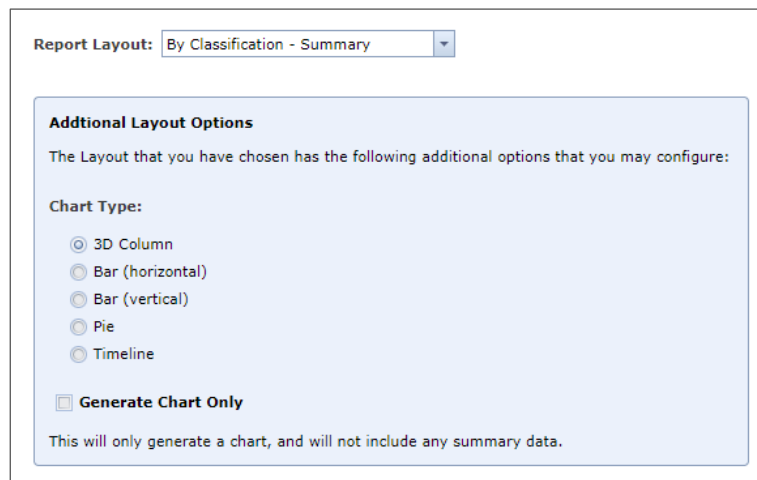 Report Layout: By Classification - Summary
Addtional Layout Options
The Layout that you have chosen has the following additional options that you may configure:
Chart Type:
3D Column
Bar (horizontal)
Bar (vertical)
Pie
Timeline
Generate Chart Only
This will only generate a chart, and will not include any summary data.